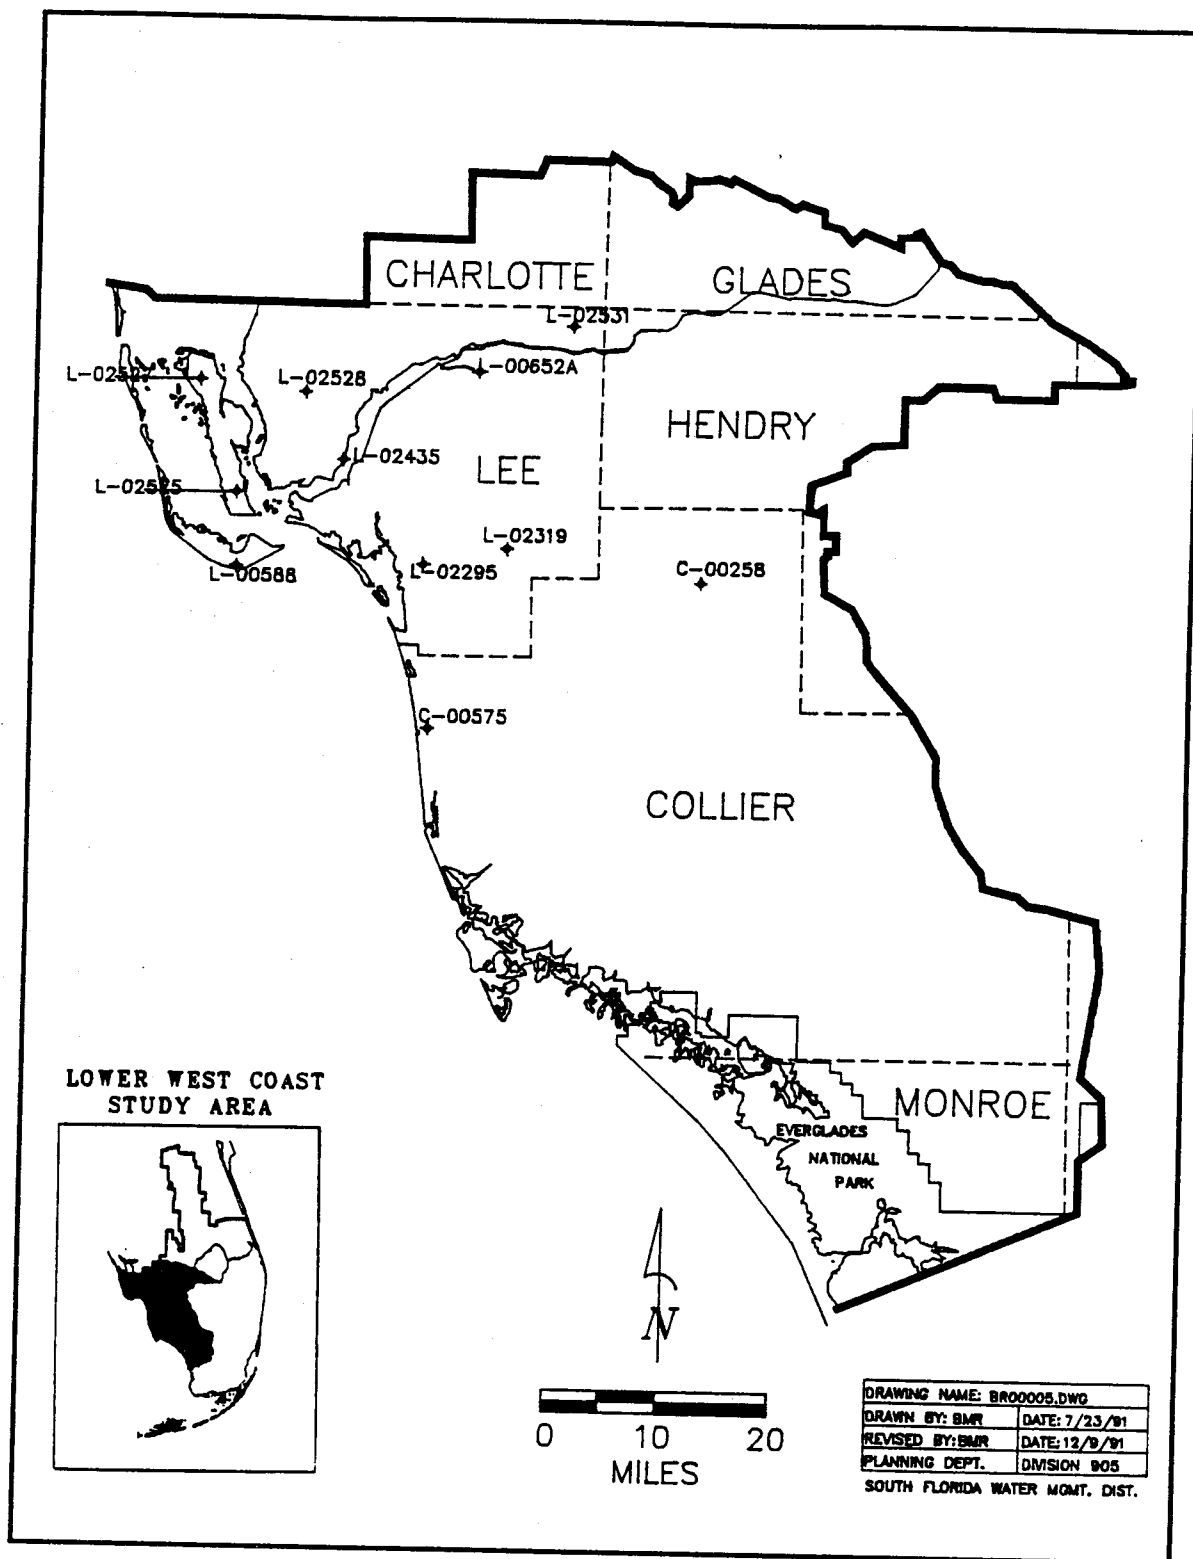 CHARLOTTE
GLADES
L-02531
L-00652A
L-02528
HENDRY
L-02435
LEE
L-02319
L-02295
C-00258
L-00588
C-00575
COLLIER
LOWER WEST COAST
STUDY AREA
MONROE
EVERGLADES
NATIONAL
PARK
N
0 10 20
MILES
DRAWING NAME: BR00005.DWG
DRAWN BY: BMR DATE: 7/23/91
REVISED BY: BMR DATE: 12/9/91
PLANNING DEPT. DIVISION 905
SOUTH FLORIDA WATER MGMT. DIST.